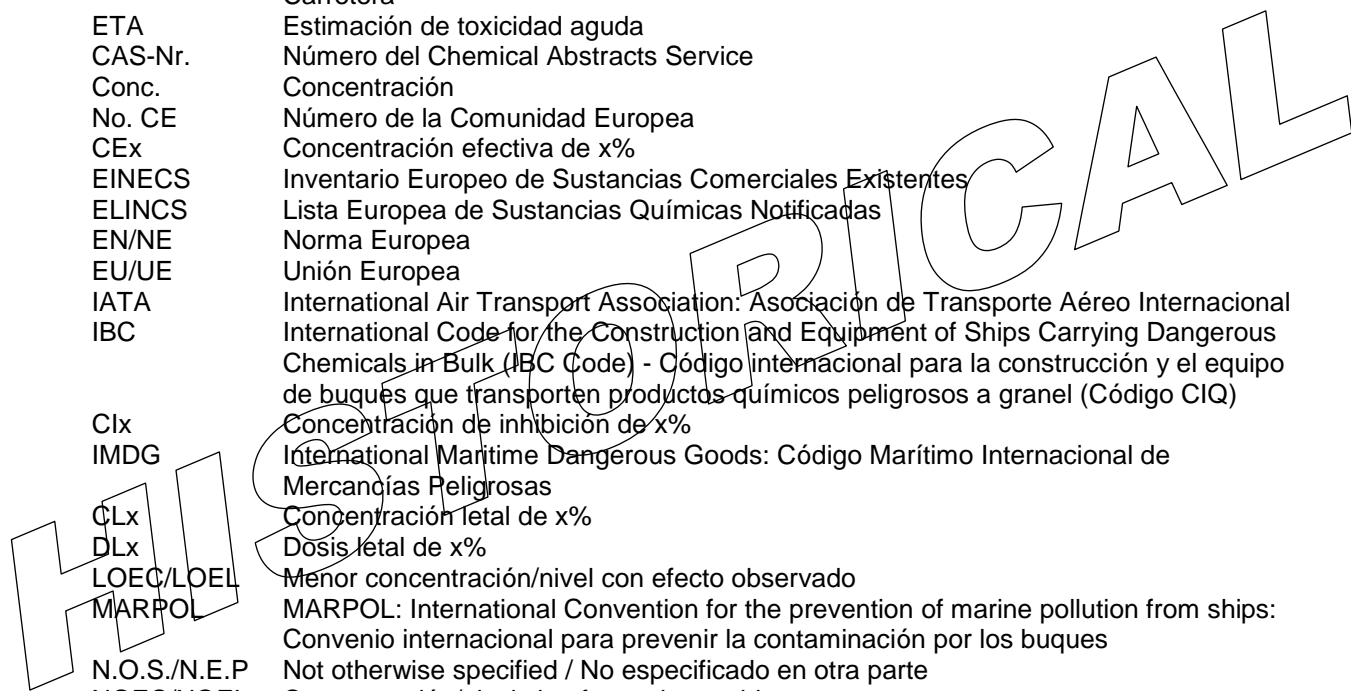 Carretera
ETA Estimación de toxicidad aguda
CAS-Nr. Número del Chemical Abstracts Service
Conc. Concentración
No. CE Número de la Comunidad Europea
CEx Concentración efectiva de x%
EINECS Inventario Europeo de Sustancias Comerciales Existentes
ELINCS Lista Europea de Sustancias Químicas Notificadas
EN/NE Norma Europea
EU/UE Unión Europea
IATA International Air Transport Association: Asociación de Transporte Aéreo Internacional
IBC International Code for the Construction and Equipment of Ships Carrying Dangerous
Chemicals in Bulk (IBC Code) - Código internacional para la construcción y el equipo
de buques que transporten productos químicos peligrosos a granel (Código CIQ)
CIx Concentración de inhibición de x%
IMDG International Maritime Dangerous Goods: Código Marítimo Internacional de
Mercancías Peligrosas
CLx Concentración letal de x%
DLx Dosis letal de x%
LOEC/LOEL Menor concentración/nivel con efecto observado
MARPOL MARPOL: International Convention for the prevention of marine pollution from ships:
Convenio internacional para prevenir la contaminación por los buques
N.O.S./N.E.P Not otherwise specified / No especificado en otra parte
HISTORICAL